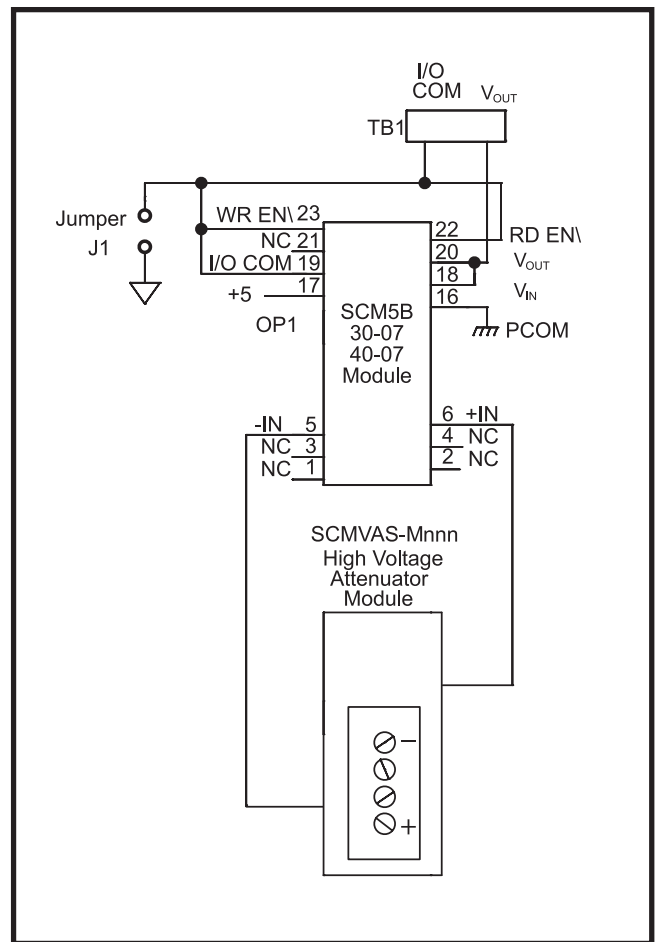 I/O
COM VOUT
TB1
Jumper
J1
WR EN\ 23
NC 21
I/O COM 19
+5 17
OP1
22 RD EN\
20 VOUT
18
16 VIN
PCOM
SCM5B
30-07
40-07
Module
-IN 5
NC 3
NC 1
6 +IN
4 NC
2 NC
SCMVAS-Mnnn
High Voltage
Attenuator
Module
−
+